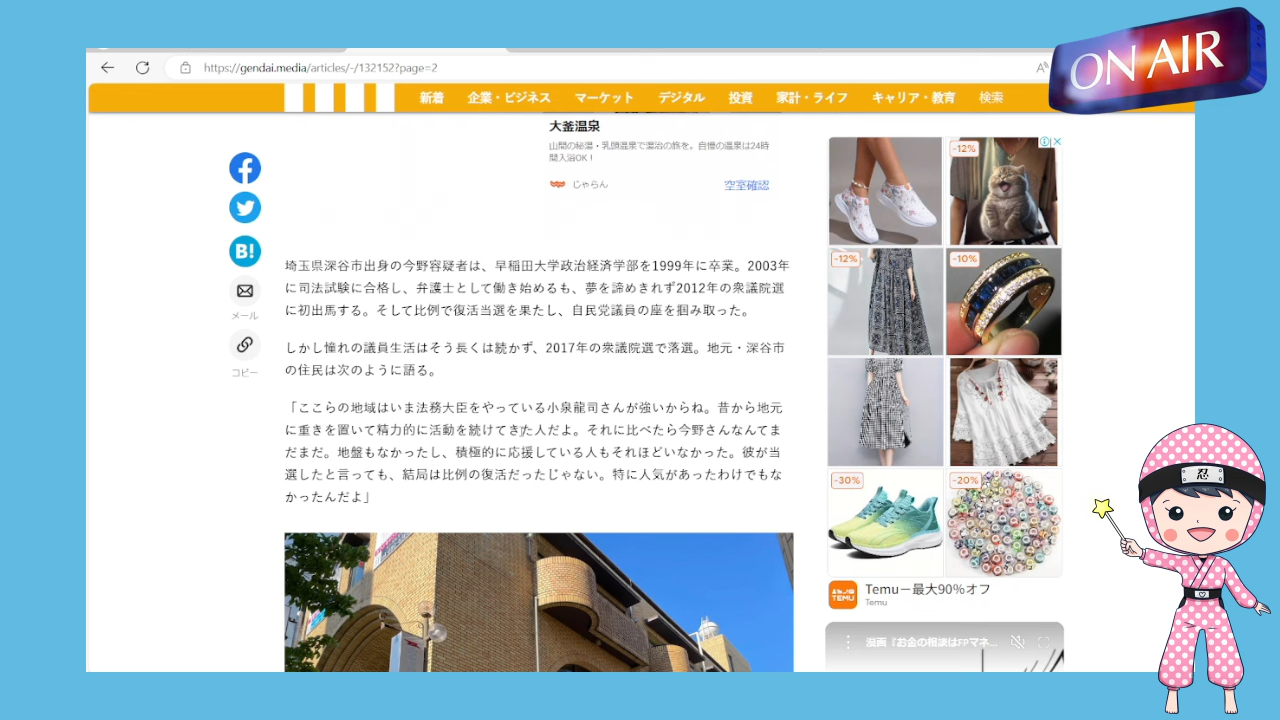 ON AIR
https://gendai.media/articles/-/132152?page=2
新着 企業・ビジネス マーケット デジタル 投資 家計・ライフ キャリア・教育 検索
大釜温泉
山間の秘湯・乳頭温泉で湯治の旅を。自慢の温泉は24時
間入浴OK！
じゃらん 空室確認
B!
メール
コピー
埼玉県深谷市出身の今野容疑者は、早稲田大学政治経済学部を1999年に卒業。2003年
に司法試験に合格し、弁護士として働き始めるも、夢を諦めきれず2012年の衆議院選
に初出馬する。そして比例で復活当選を果たし、自民党議員の座を掴み取った。
しかし憧れの議員生活はそう長くは続かず、2017年の衆議院選で落選。地元・深谷市
の住民は次のように語る。
「ここらの地域はいま法務大臣をやっている小泉龍司さんが強いからね。昔から地元
に重きを置いて精力的に活動を続けてきた人だよ。それに比べたら今野さんなんてま
だまだ。地盤もなかったし、積極的に応援している人もそれほどいなかった。彼が当
選したと言っても、結局は比例の復活だったじゃない。特に人気があったわけでもな
かったんだよ」
-12%
-12%
-10%
-30%
-20%
TEMU
Temu－最大90%オフ
Temu
漫画『お金の相談はFPマネ...
忍